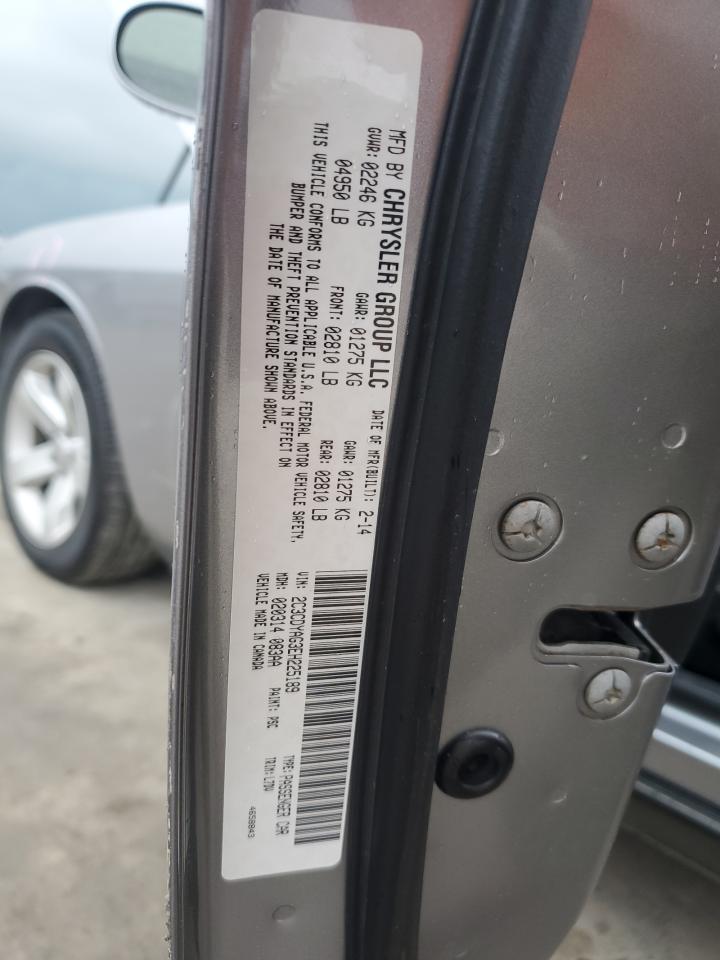 MFD BY CHRYSLER GROUP LLC
DATE OF MFR(BUILT): 2-14
GVWR: 02246 KG
GAWR: 01275 KG
GAWR: 01275 KG
04950 LB
FRONT: 02810 LB
REAR: 02810 LB
THIS VEHICLE CONFORMS TO ALL APPLICABLE U.S.A. FEDERAL MOTOR VEHICLE SAFETY,
BUMPER AND THEFT PREVENTION STANDARDS IN EFFECT ON
THE DATE OF MANUFACTURE SHOWN ABOVE.
VIN: 2C3CDYAG3EH225189
TYPE: PASSENGER CAR
MDH: 020314 083AA
PAINT: PSC
TRIM: L7DV
VEHICLE MADE IN CANADA
4658843